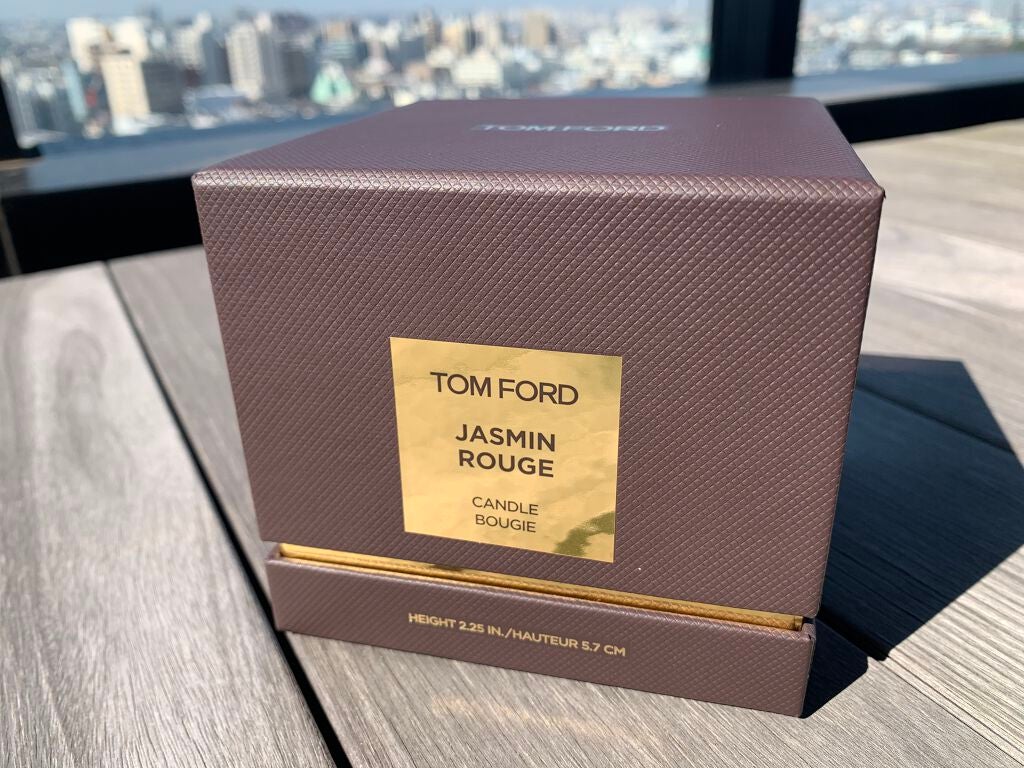 TOM FORD
TOM FORD
JASMIN
ROUGE
CANDLE
BOUGIE
HEIGHT 2.25 IN./HAUTEUR 5.7 CM